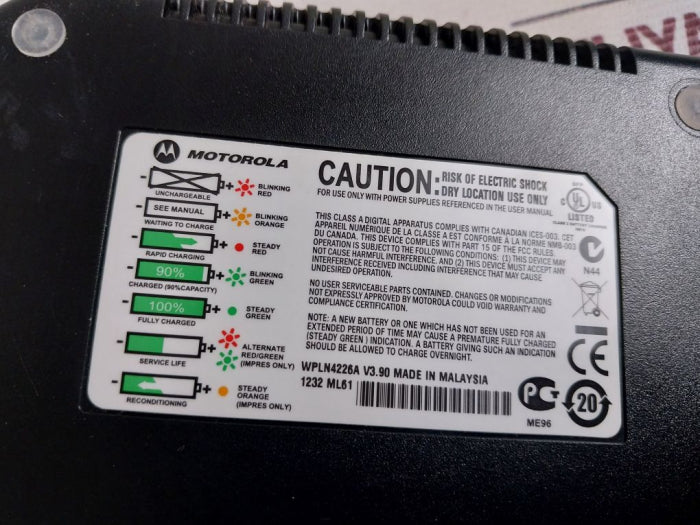 MOTOROLA
UNCHARGEABLE
BLINKING
RED
SEE MANUAL
WAITING TO CHARGE
BLINKING
ORANGE
RAPID CHARGING
STEADY
RED
90%
CHARGED (90%CAPACITY)
BLINKING
GREEN
100%
FULLY CHARGED
STEADY
GREEN
SERVICE LIFE
ALTERNATE
RED/GREEN
(IMPRES ONLY)
RECONDITIONING
STEADY
ORANGE
(IMPRES ONLY)
CAUTION: RISK OF ELECTRIC SHOCK
DRY LOCATION USE ONLY
FOR USE ONLY WITH POWER SUPPLIES REFERENCED IN THE USER MANUAL
THIS CLASS A DIGITAL APPARATUS COMPLIES WITH CANADIAN ICES-003. CET
APPAREIL NUMÉRIQUE DE LA CLASSE A EST CONFORME A LA NORME NMB-003
DU CANADA. THIS DEVICE COMPLIES WITH PART 15 OF THE FCC RULES.
OPERATION IS SUBJECT TO THE FOLLOWING CONDITIONS: (1) THIS DEVICE MAY
NOT CAUSE HARMFUL INTERFERENCE, AND (2) THIS DEVICE MUST ACCEPT ANY
INTERFERENCE RECEIVED INCLUDING INTERFERENCE THAT MAY CAUSE
UNDESIRED OPERATION.
NO USER SERVICEABLE PARTS CONTAINED. CHANGES OR MODIFICATIONS
NOT EXPRESSLY APPROVED BY MOTOROLA COULD VOID WARRANTY AND
COMPLIANCE CERTIFICATION.
NOTE: A NEW BATTERY OR ONE WHICH HAS NOT BEEN USED FOR AN
EXTENDED PERIOD OF TIME MAY CAUSE A PREMATURE FULLY CHARGED
(STEADY GREEN ) INDICATION. A BATTERY GIVING SUCH AN INDICATION
SHOULD BE ALLOWED TO CHARGE OVERNIGHT.
WPLN4226A V3.90 MADE IN MALAYSIA
1232 ML61
C UL US
LISTED
N44
CE
ME96
20